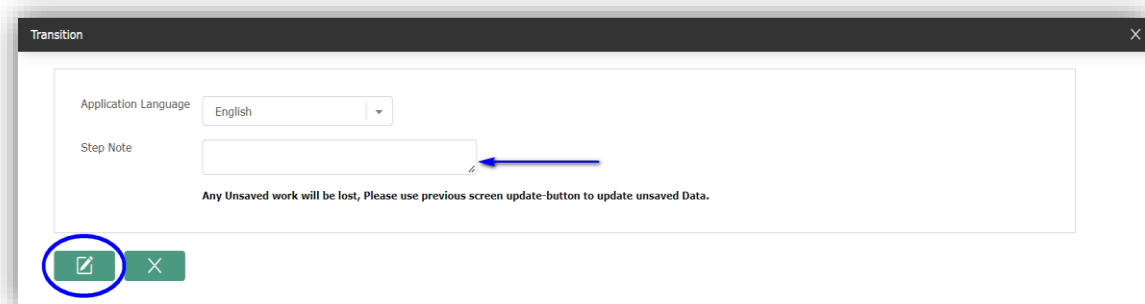 Transition
Application Language
English
Step Note
Any Unsaved work will be lost, Please use previous screen update-button to update unsaved Data.